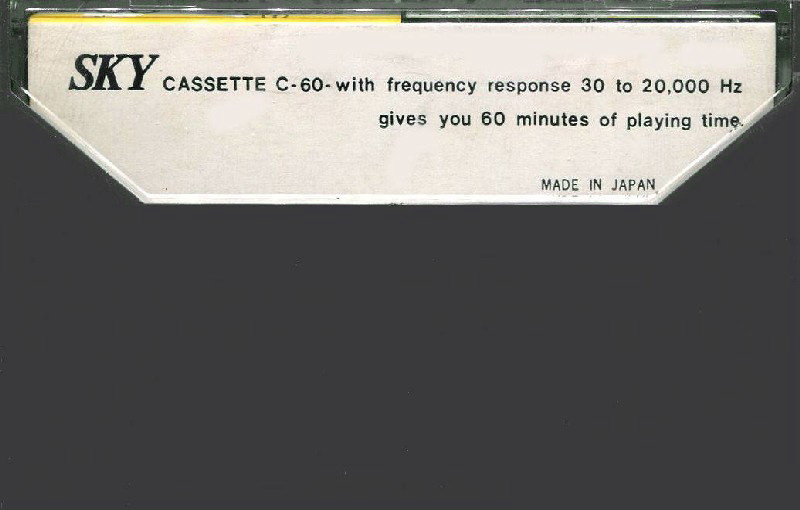 SKY CASSETTE C-60-with frequency response 30 to 20,000 Hz
gives you 60 minutes of playing time.
MADE IN JAPAN